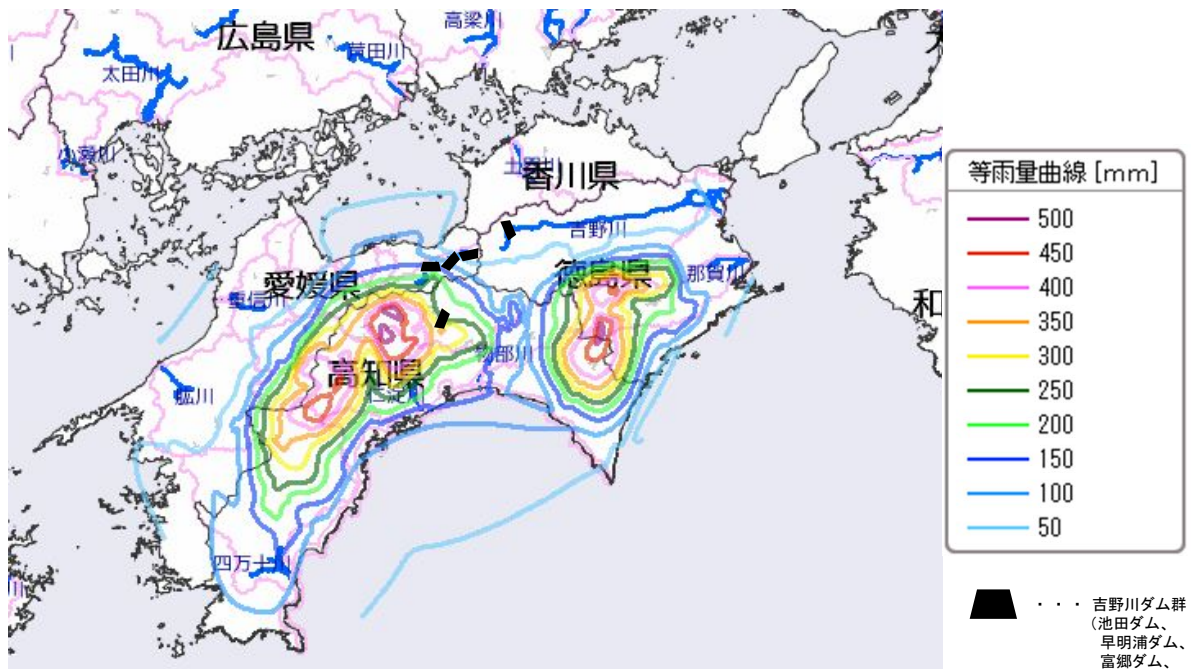 広島県
高梁川
太田川
芦田川
小瀬川
土器川
香川県
吉野川
愛媛県
徳島県
那賀川
重信川
物部川
高知県
仁淀川
肱川
四万十川
和
川
等雨量曲線 [mm]
500
450
400
350
300
250
200
150
100
50
・・・ 吉野川ダム群
(池田ダム、
早明浦ダム、
富郷ダム、